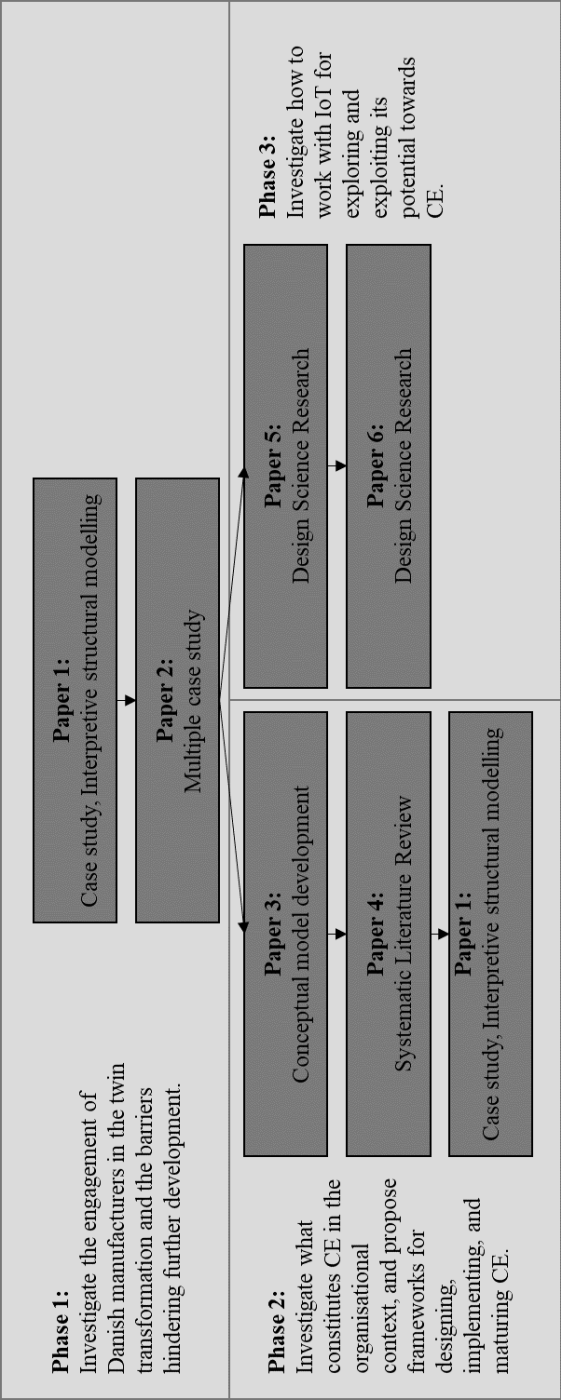 Phase 1:
Investigate the engagement of
Danish manufacturers in the twin
transformation and the barriers
hindering further development.
Paper 1:
Case study, Interpretive structural modelling
Paper 2:
Multiple case study
Phase 2:
Investigate what
constitutes CE in the
organisational
context, and propose
frameworks for
designing,
implementing, and
maturing CE.
Paper 3:
Conceptual model development
Paper 4:
Systematic Literature Review
Paper 1:
Case study, Interpretive structural modelling
Paper 5:
Design Science Research
Paper 6:
Design Science Research
Phase 3:
Investigate how to
work with IoT for
exploring and
exploiting its
potential towards
CE.